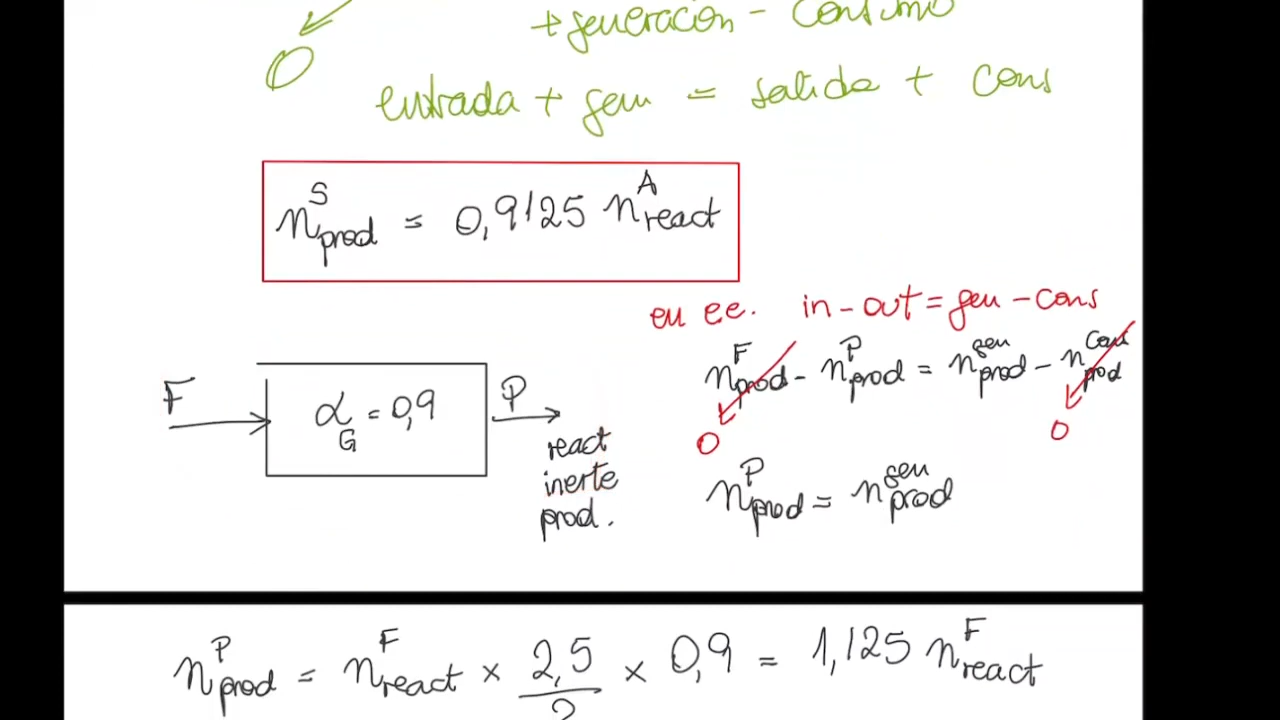 +generación - Consumo
O
entrada + gen = salida + cons
n^S_prod = 0,9125 n^A_react
en ee. in - out = gen - cons
n^F_prod - n^P_prod = n^gen_prod - n^Cons_prod
0 0
F α_G = 0,9 P
react
inerte
prod.
n^P_prod = n^gen_prod
n^P_prod = n^F_react × 2,5/2 × 0,9 = 1,125 n^F_react